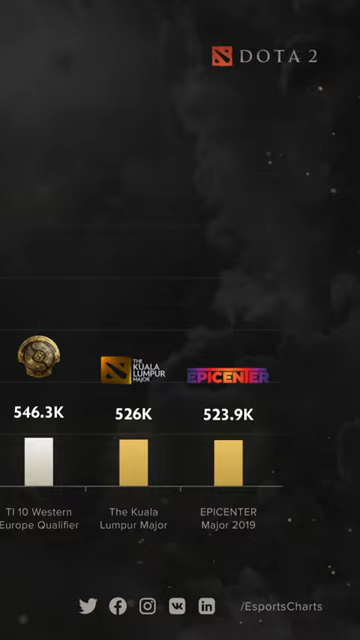 DOTA 2
THE
KUALA
LUMPUR
MAJOR
EPICENTER
546.3K
526K
523.9K
TI 10 Western
Europe Qualifier
The Kuala
Lumpur Major
EPICENTER
Major 2019
/EsportsCharts